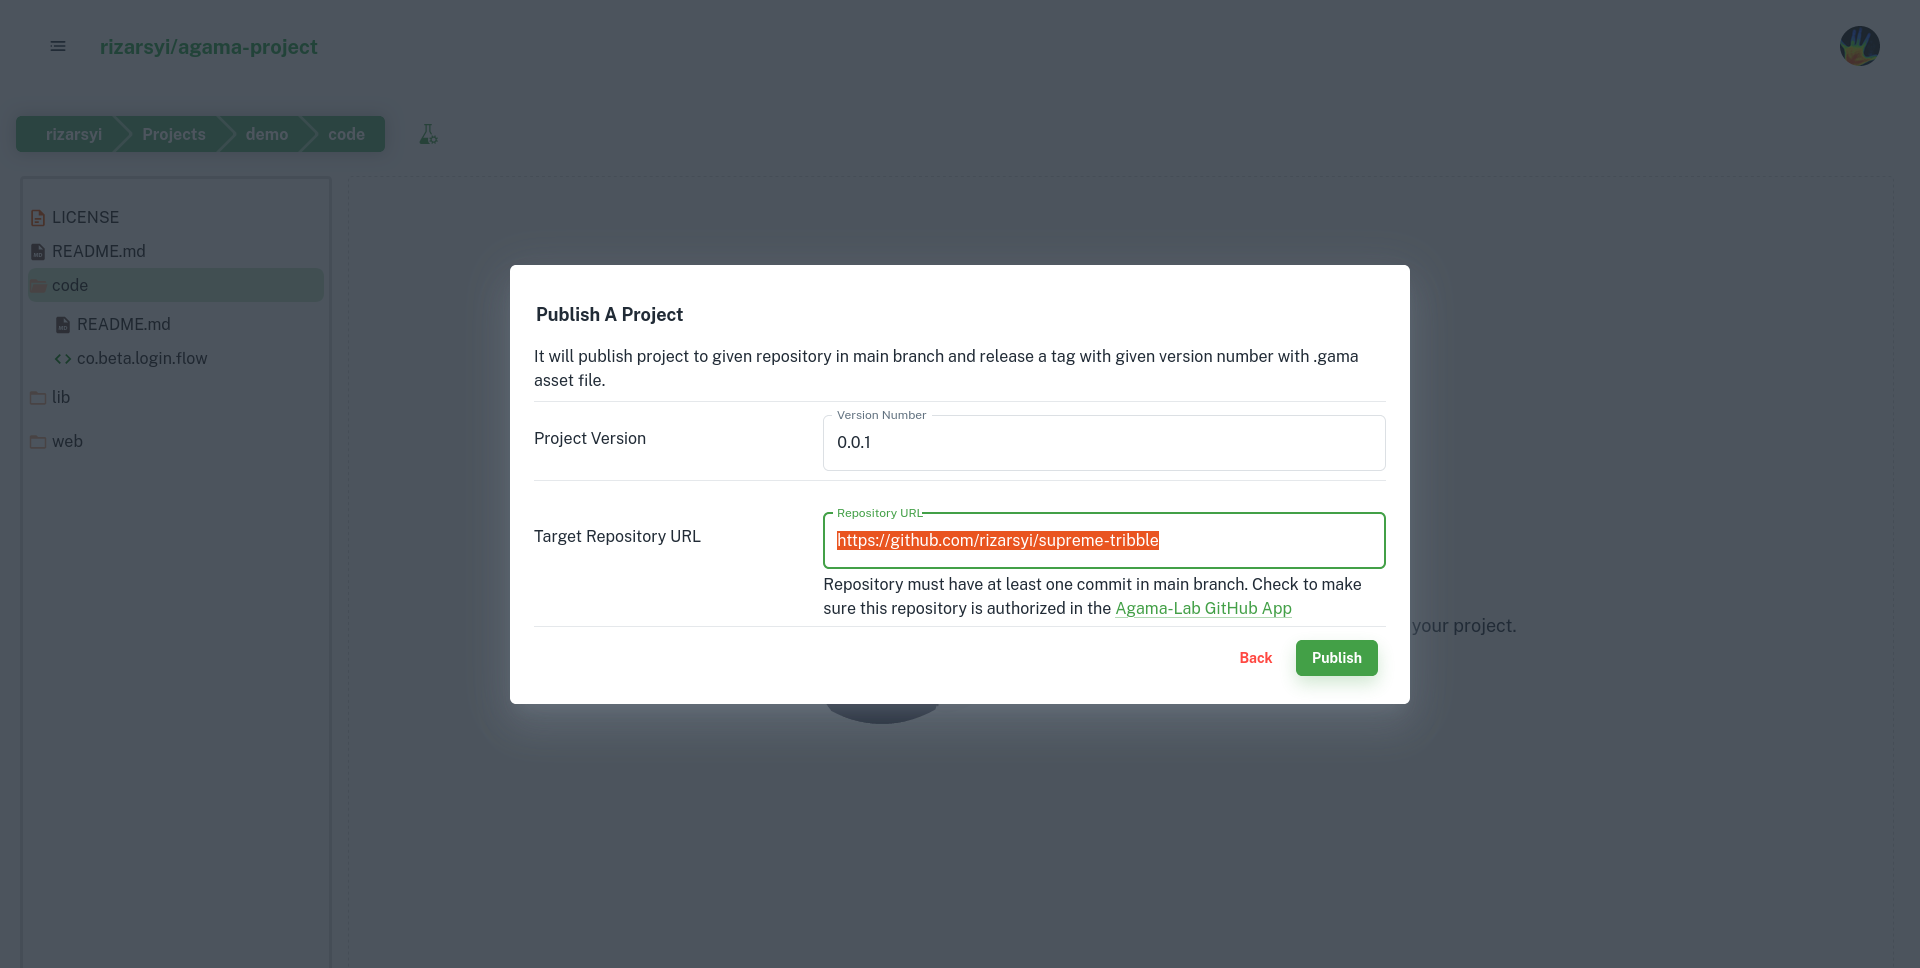 rizarsyi/agama-project
rizarsyi Projects demo code
LICENSE
README.md
code
README.md
co.beta.login.flow
lib
web
Publish A Project
It will publish project to given repository in main branch and release a tag with given version number with .gama
asset file.
Version Number
Project Version
0.0.1
Repository URL
Target Repository URL
https://github.com/rizarsyi/supreme-tribble
Repository must have at least one commit in main branch. Check to make
sure this repository is authorized in the Agama-Lab GitHub App
your project.
Back
Publish